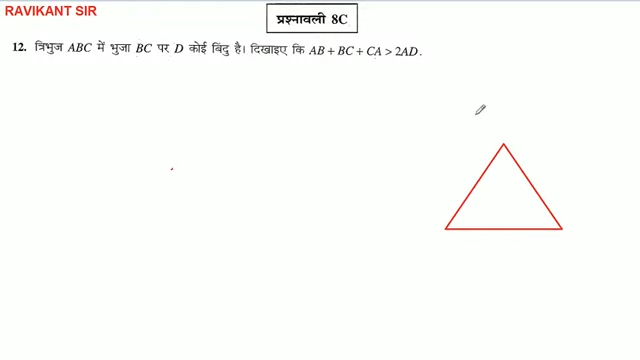 RAVIKANT SIR
प्रश्नावली 8C
12. त्रिभुज ABC में भुजा BC पर D कोई बिंदु है। दिखाइए कि AB + BC + CA > 2AD.